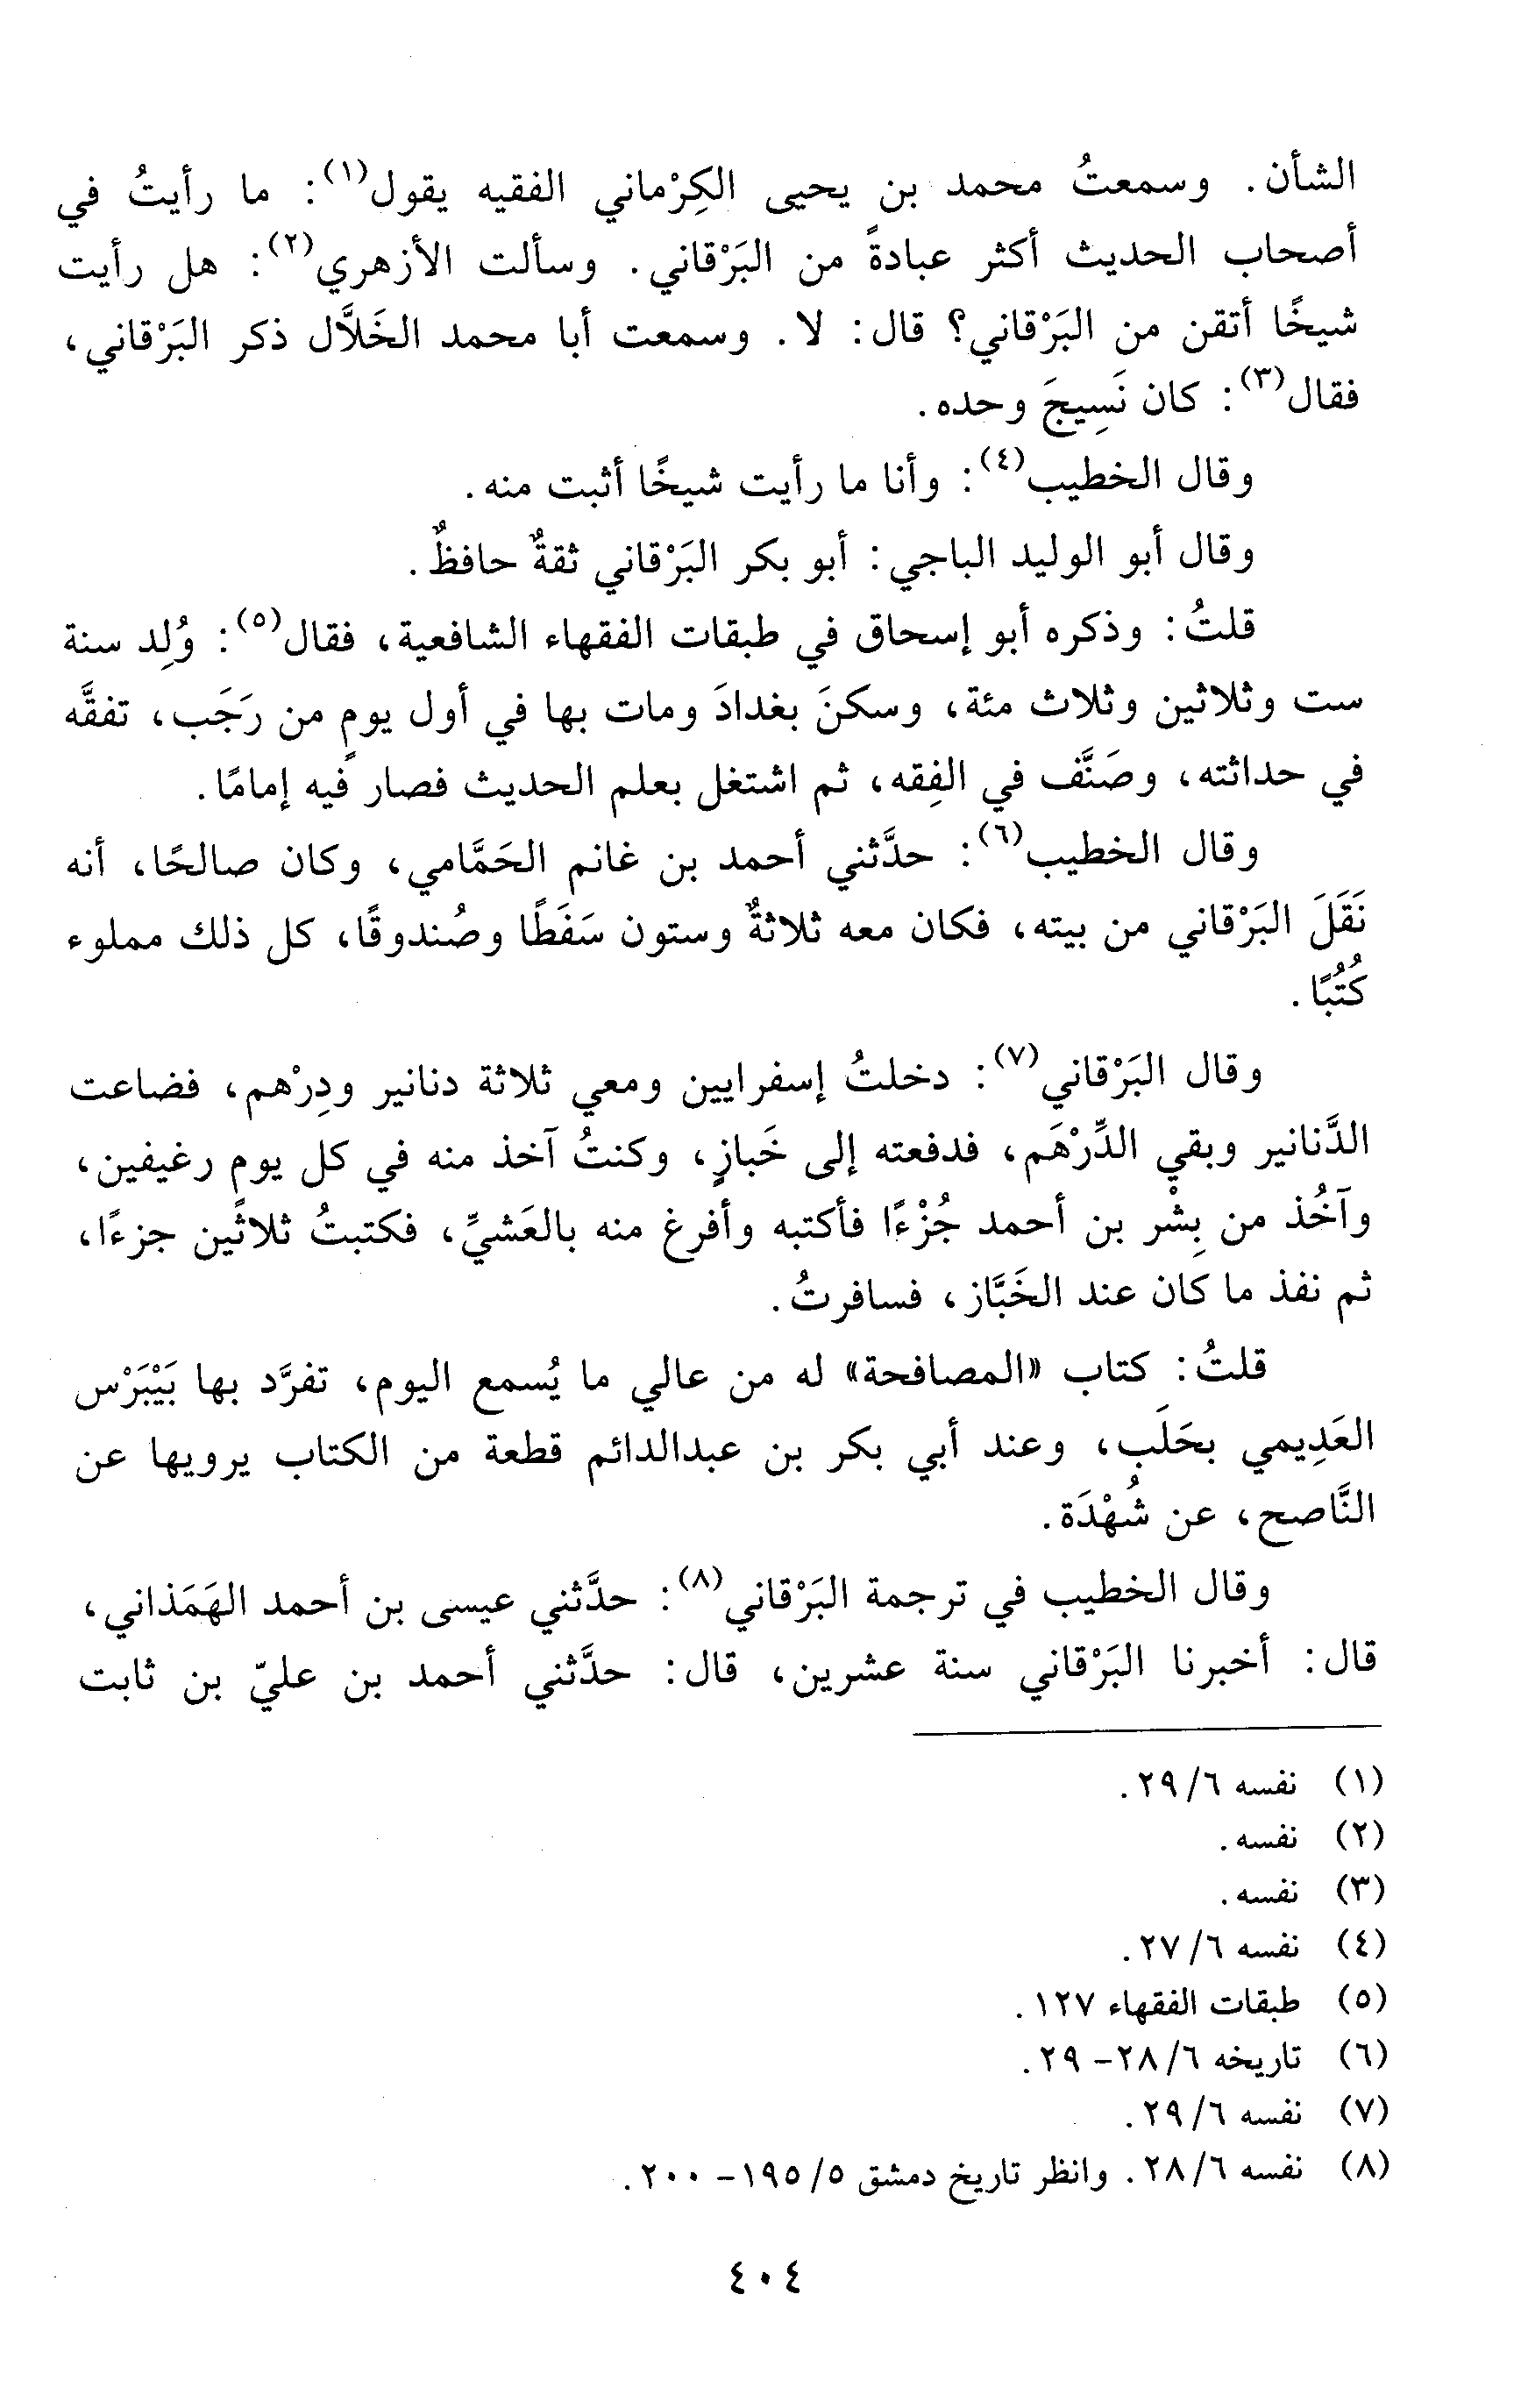 الشأن. وسمعتُ محمد بن يحيى الكِرْماني الفقيه يقول(١): ما رأيتُ في
أصحاب الحديث أكثر عبادةً من البَرْقاني. وسألت الأزهري(٢): هل رأيت
شيخًا أتقن من البَرْقاني؟ قال: لا. وسمعت أبا محمد الخَلاَّل ذكر البَرْقاني،
فقال(٣): كان نَسِيجَ وحده.
وقال الخطيب(٤): وأنا ما رأيت شيخًا أثبت منه.
وقال أبو الوليد الباجي: أبو بكر البَرْقاني ثقةٌ حافظٌ.
قلتُ: وذكره أبو إسحاق في طبقات الفقهاء الشافعية، فقال(٥): وُلِد سنة
ست وثلاثين وثلاث مئة، وسكنَ بغدادَ ومات بها في أول يومٍ من رَجَب، تفقَّه
في حداثته، وصَنَّف في الفِقه، ثم اشتغل بعلم الحديث فصار فيه إمامًا.
وقال الخطيب(٦): حدَّثني أحمد بن غانم الحَمَّامي، وكان صالحًا، أنه
نَقَلَ البَرْقاني من بيته، فكان معه ثلاثةٌ وستون سَفَطًا وصُندوقًا، كل ذلك مملوء
كُتُبًا.
وقال البَرْقاني(٧): دخلتُ إسفرايين ومعي ثلاثة دنانير ودِرْهم، فضاعت
الدَّنانير وبقي الدِّرْهَم، فدفعته إلى خَبازٍ، وكنتُ آخذ منه في كل يوم رغيفين،
وآخُذ من بِشْر بن أحمد جُزْءًا فأكتبه وأفرغ منه بالعَشيِّ، فكتبتُ ثلاثين جزءًا،
ثم نفذ ما كان عند الخَبَّاز، فسافرتُ.
قلتُ: كتاب «المصافحة» له من عالي ما يُسمع اليوم، تفرَّد بها بَيْبَرْس
العَدِيمي بحَلَب، وعند أبي بكر بن عبدالدائم قطعة من الكتاب يرويها عن
النَّاصح، عن شُهْدَة.
وقال الخطيب في ترجمة البَرْقاني(٨): حدَّثني عيسى بن أحمد الهَمَذاني،
قال: أخبرنا البَرْقاني سنة عشرين، قال: حدَّثني أحمد بن عليّ بن ثابت
(١) نفسه ٦/ ٢٩.
(٢) نفسه.
(٣) نفسه.
(٤) نفسه ٦/ ٢٧.
(٥) طبقات الفقهاء ١٢٧.
(٦) تاريخه ٦/ ٢٨- ٢٩.
(٧) نفسه ٦/ ٢٩.
(٨) نفسه ٦/ ٢٨. وانظر تاريخ دمشق ٥/ ١٩٥- ٢٠٠.
٤٠٤